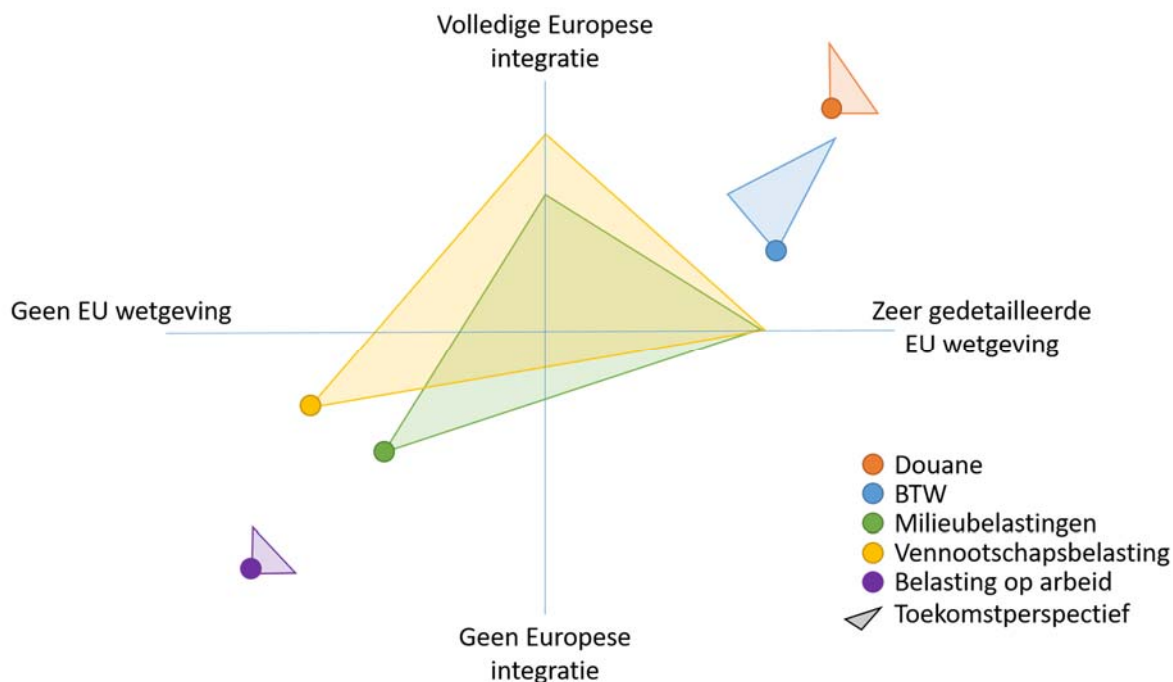 Volledige Europese
integratie
Geen EU wetgeving
Zeer gedetailleerde
EU wetgeving
Douane
BTW
Milieubelastingen
Vennootschapsbelasting
Belasting op arbeid
Toekomstperspectief
Geen Europese
integratie